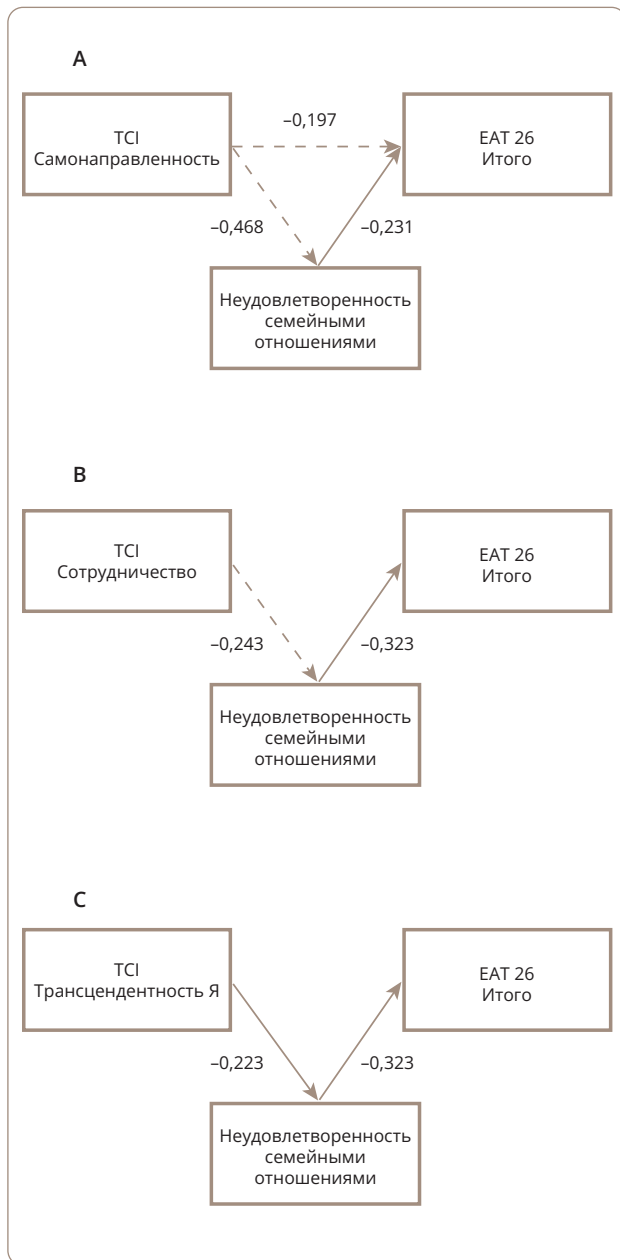 A
TCI
Самонаправленность
–0,197
EAT 26
Итого
–0,468
–0,231
Неудовлетворенность
семейными
отношениями
B
TCI
Сотрудничество
EAT 26
Итого
–0,243
–0,323
Неудовлетворенность
семейными
отношениями
C
TCI
Трансцендентность Я
EAT 26
Итого
–0,223
–0,323
Неудовлетворенность
семейными
отношениями